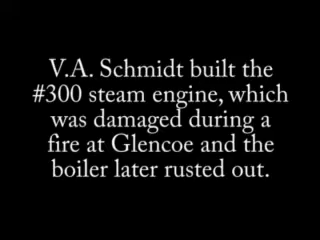 V.A. Schmidt built the
#300 steam engine, which
was damaged during a
fire at Glencoe and the
boiler later rusted out.